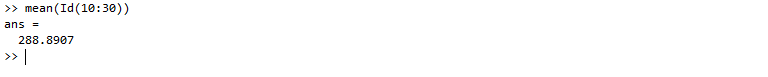 >> mean(Id(10:30))
ans =
288.8907
>>